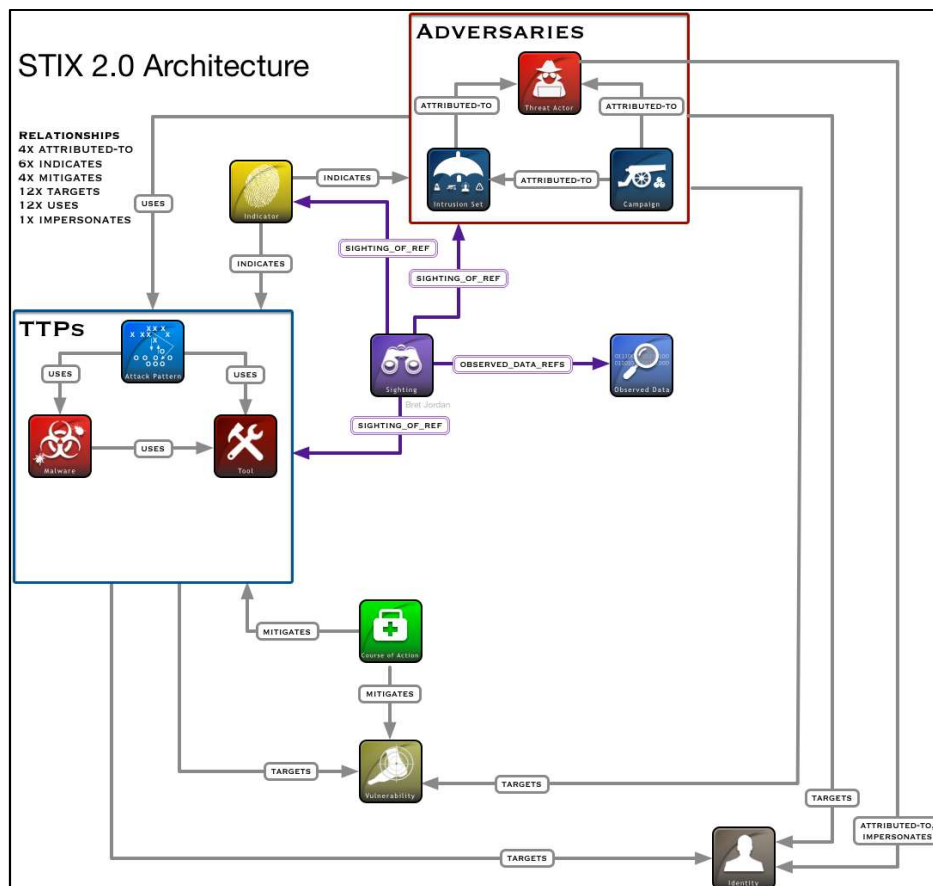 STIX 2.0 Architecture
RELATIONSHIPS
4X ATTRIBUTED-TO
6X INDICATES
4X MITIGATES
12X TARGETS
12X USES
1X IMPERSONATES
ADVERSARIES
Threat Actor
ATTRIBUTED-TO
ATTRIBUTED-TO
Intrusion Set
ATTRIBUTED-TO
Campaign
USES
Indicator
INDICATES
INDICATES
SIGHTING_OF_REF
SIGHTING_OF_REF
TTPs
Attack Pattern
USES
USES
Malware
USES
Tool
Sighting
OBSERVED_DATA_REFS
Observed Data
Bret Jordan
SIGHTING_OF_REF
MITIGATES
Course of Action
MITIGATES
TARGETS
Vulnerability
TARGETS
TARGETS
ATTRIBUTED-TO,
IMPERSONATES
TARGETS
Identity